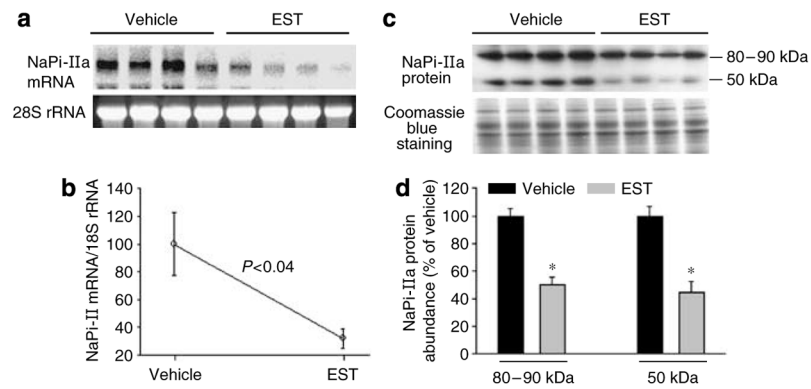 a
Vehicle EST
NaPi-IIa
mRNA
28S rRNA
b
NaPi-II mRNA/18S rRNA
140
120
100
80
60
40
20
P<0.04
Vehicle EST
c
Vehicle EST
NaPi-IIa
protein
80–90 kDa
50 kDa
Coomassie
blue
staining
d
NaPi-IIa protein
abundance (% of vehicle)
120
100
80
60
40
20
0
Vehicle EST
*
*
80–90 kDa 50 kDa